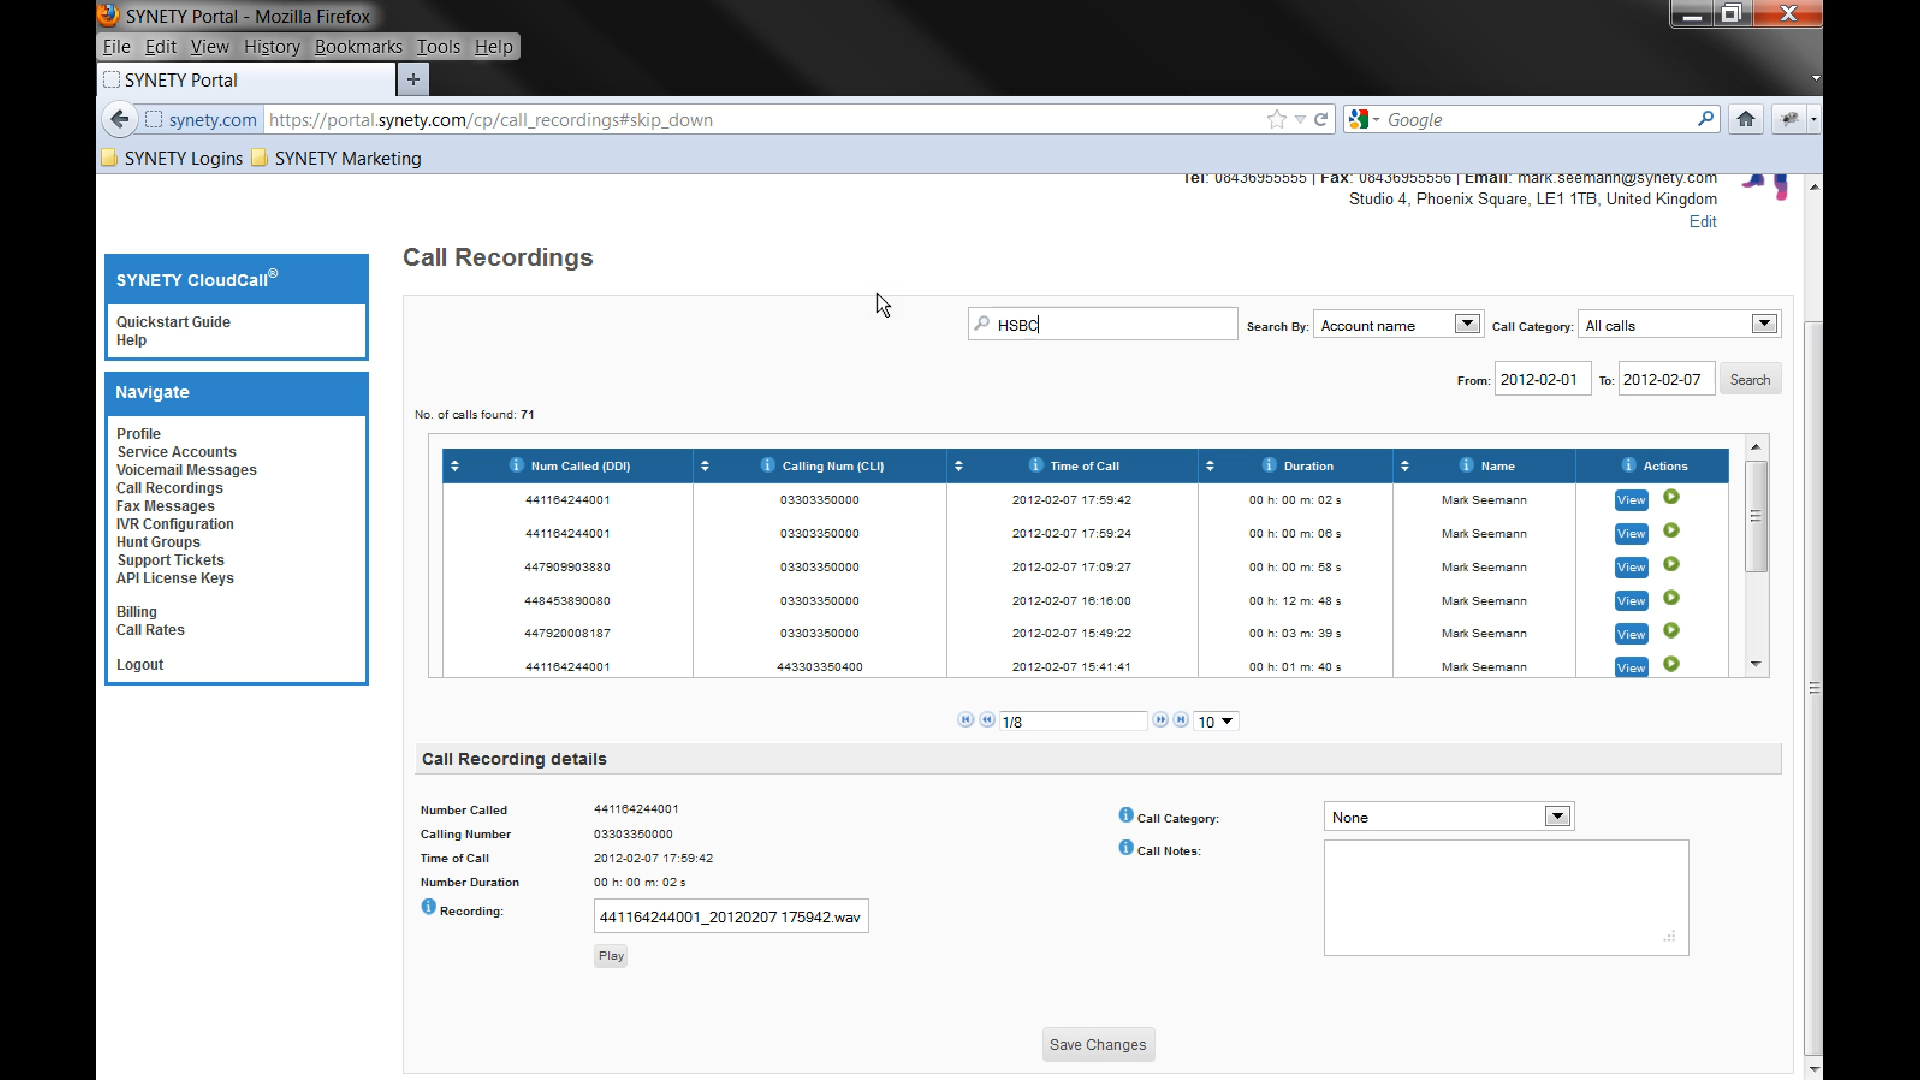 SYNETY Portal - Mozilla Firefox
File Edit View History Bookmarks Tools Help
SYNETY Portal
synety.com https://portal.synety.com/cp/call_recordings#skip_down Google
SYNETY Logins SYNETY Marketing
Tel: 08436955555 | Fax: 08436955556 | Email: mark.seemann@synety.com
Studio 4, Phoenix Square, LE1 1TB, United Kingdom
Edit
SYNETY CloudCall®
Quickstart Guide
Help
Navigate
Profile
Service Accounts
Voicemail Messages
Call Recordings
Fax Messages
IVR Configuration
Hunt Groups
Support Tickets
API License Keys
Billing
Call Rates
Logout
Call Recordings
HSBC Search By: Account name Call Category: All calls
From: 2012-02-01 To: 2012-02-07 Search
No. of calls found: 71
Num Called (DDI) Calling Num (CLI) Time of Call Duration Name Actions
441164244001 03303350000 2012-02-07 17:59:42 00 h: 00 m: 02 s Mark Seemann View
441164244001 03303350000 2012-02-07 17:59:24 00 h: 00 m: 06 s Mark Seemann View
447909903880 03303350000 2012-02-07 17:09:27 00 h: 00 m: 58 s Mark Seemann View
448453890080 03303350000 2012-02-07 16:16:00 00 h: 12 m: 48 s Mark Seemann View
447920008187 03303350000 2012-02-07 15:49:22 00 h: 03 m: 39 s Mark Seemann View
441164244001 443303350400 2012-02-07 15:41:41 00 h: 01 m: 40 s Mark Seemann View
1/8 10
Call Recording details
Number Called 441164244001
Calling Number 03303350000
Time of Call 2012-02-07 17:59:42
Number Duration 00 h: 00 m: 02 s
Recording: 441164244001_20120207 175942.wav
Play
Call Category: None
Call Notes:
Save Changes